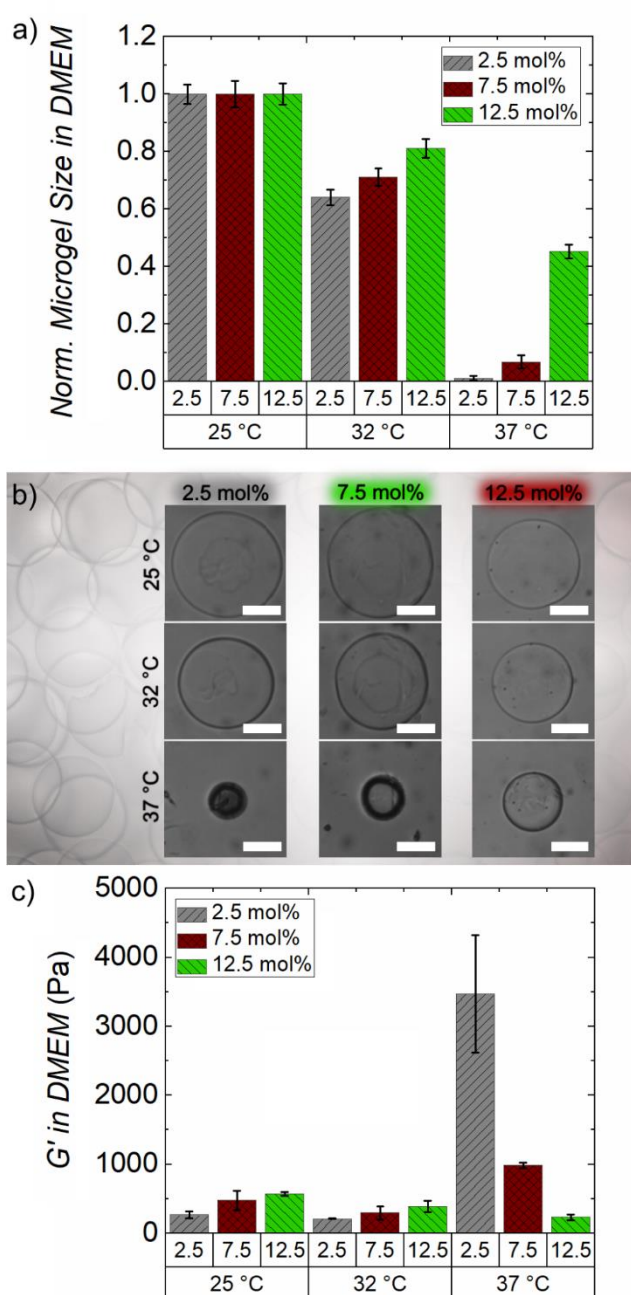 a)
Norm. Microgel Size in DMEM
1.2
1.0
0.8
0.6
0.4
0.2
0.0
2.5 mol%
7.5 mol%
12.5 mol%
2.5 7.5 12.5 2.5 7.5 12.5 2.5 7.5 12.5
25 °C 32 °C 37 °C
b)
2.5 mol% 7.5 mol% 12.5 mol%
25 °C
32 °C
37 °C
c)
G' in DMEM (Pa)
5000
4000
3000
2000
1000
0
2.5 mol%
7.5 mol%
12.5 mol%
2.5 7.5 12.5 2.5 7.5 12.5 2.5 7.5 12.5
25 °C 32 °C 37 °C